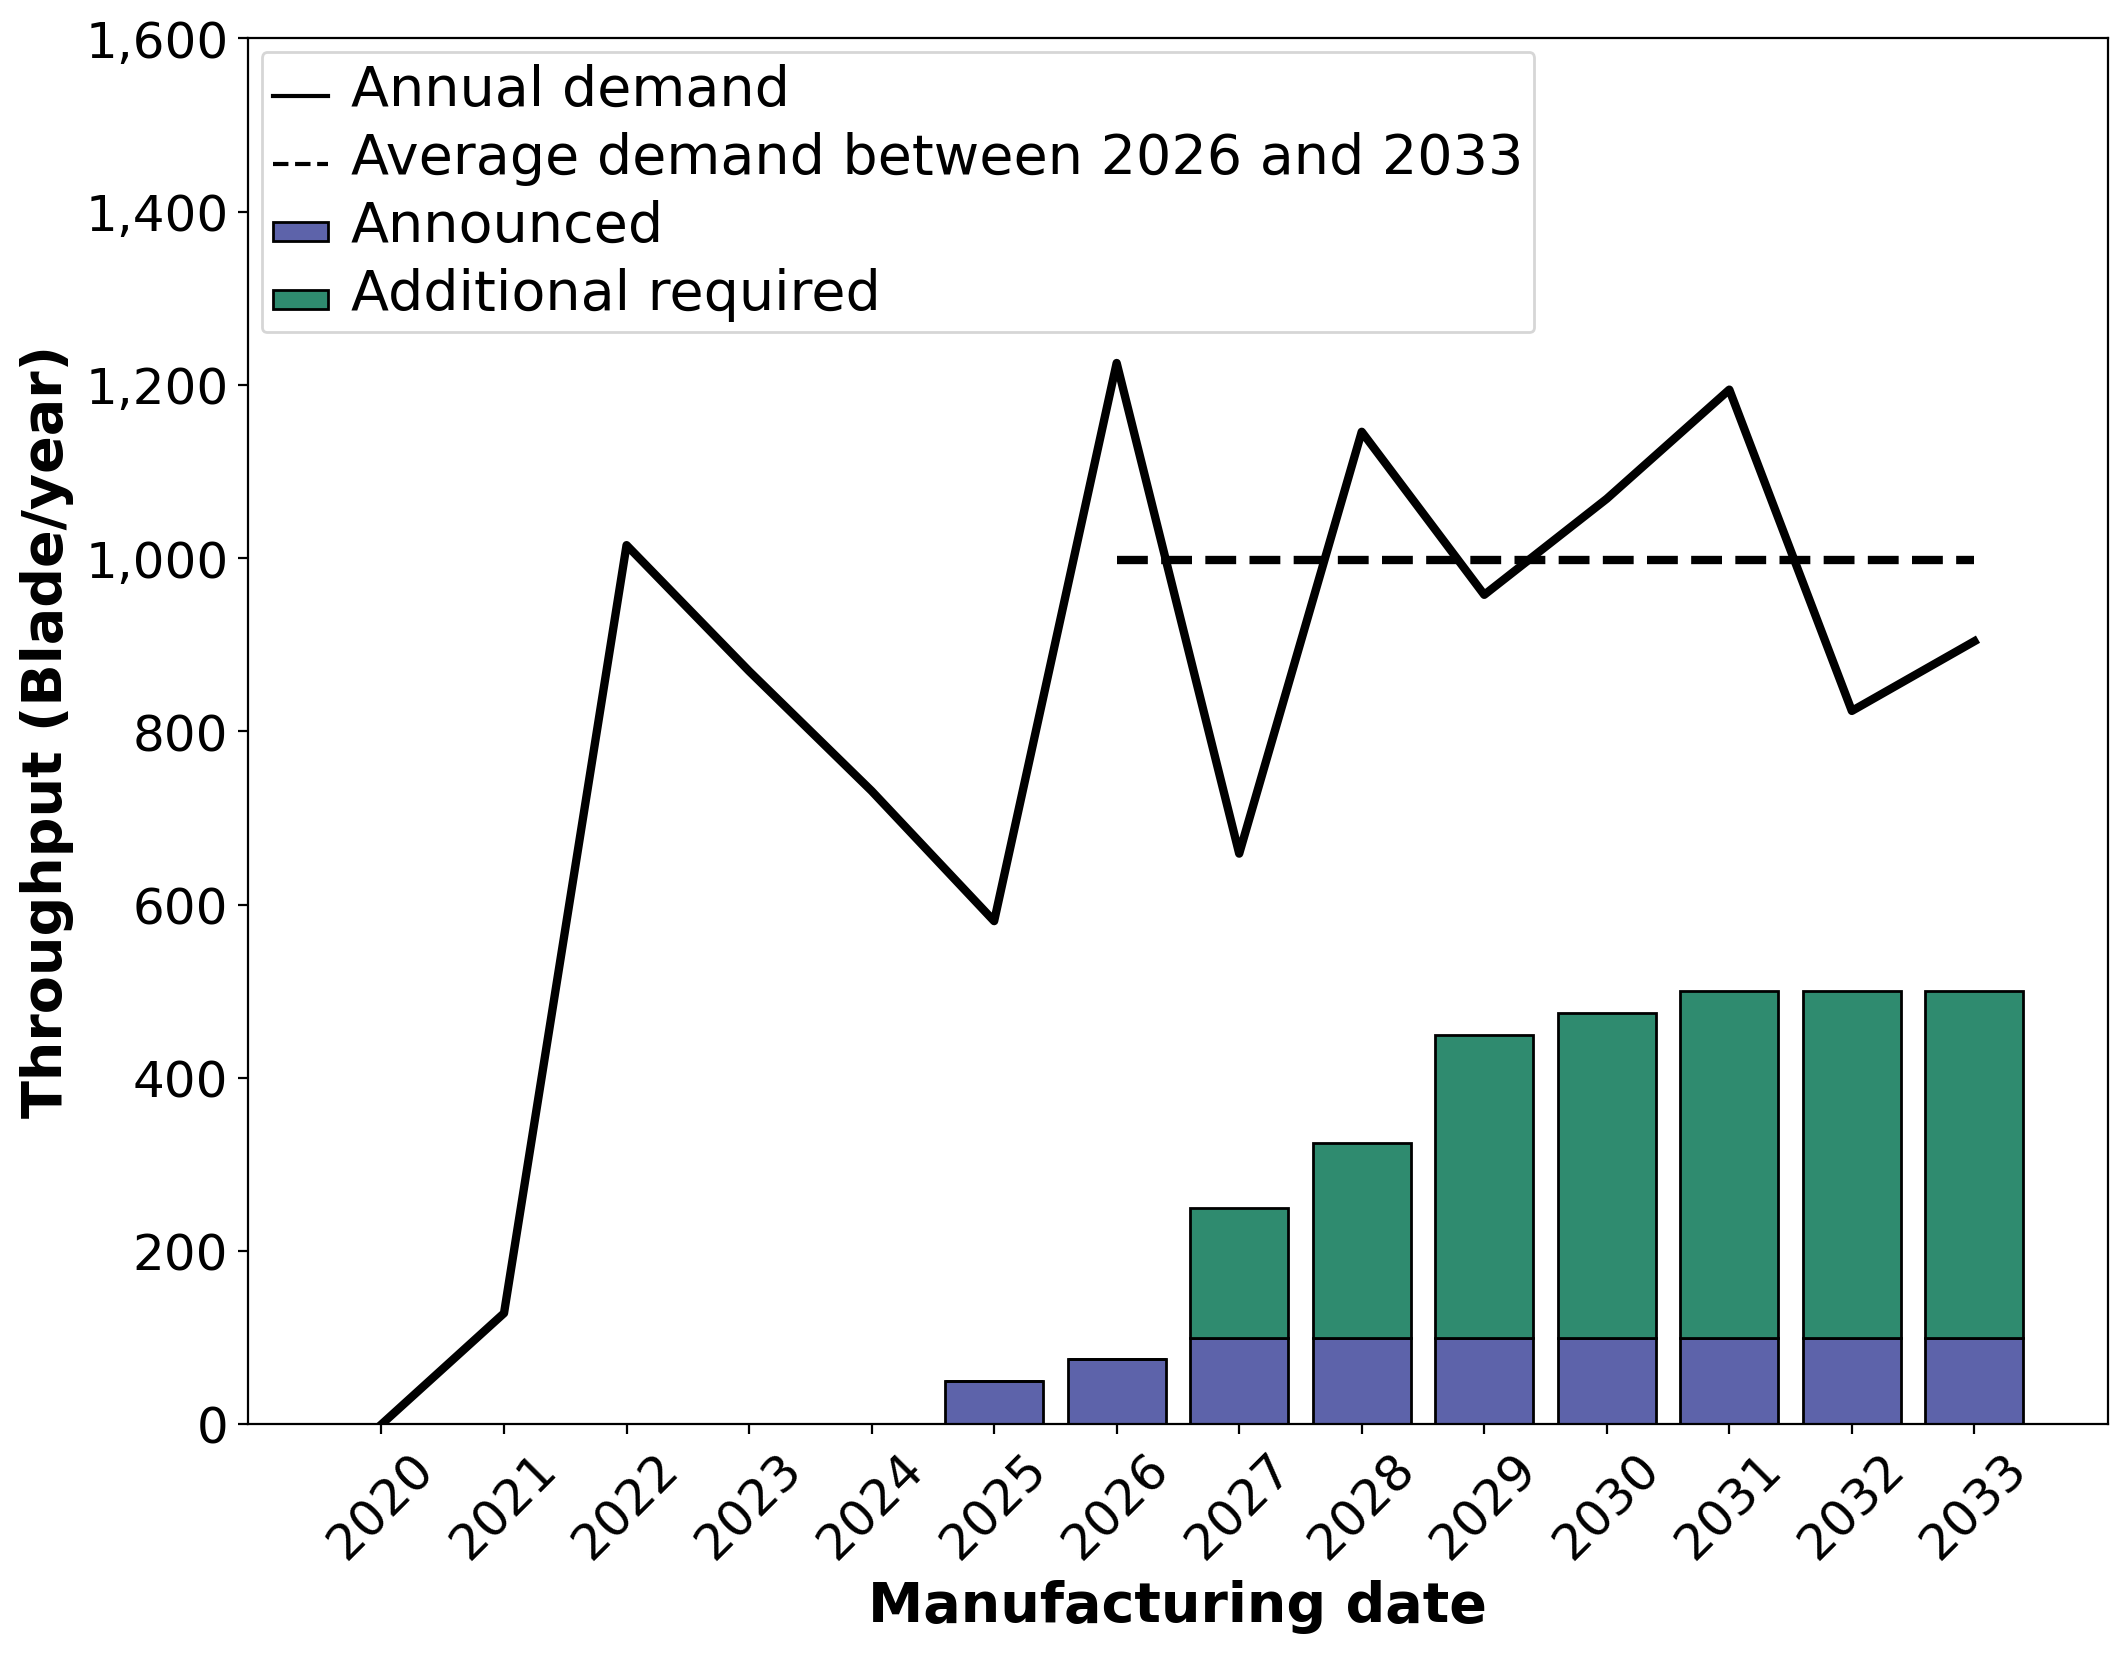 1,600
1,400
1,200
1,000
800
600
400
200
0
Throughput (Blade/year)
Annual demand
Average demand between 2026 and 2033
Announced
Additional required
2020 2021 2022 2023 2024 2025 2026 2027 2028 2029 2030 2031 2032 2033
Manufacturing date